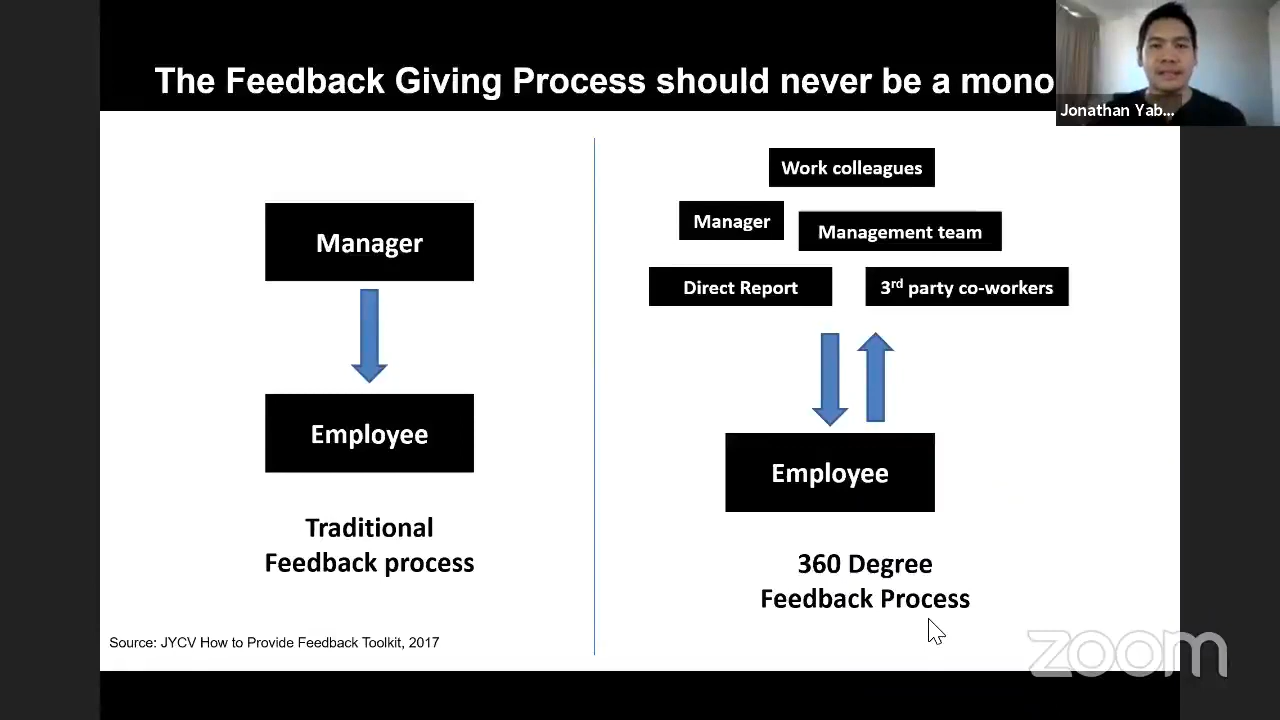 The Feedback Giving Process should never be a mono
Jonathan Yab...
Manager
Employee
Traditional
Feedback process
Work colleagues
Manager
Management team
Direct Report
3rd party co-workers
Employee
360 Degree
Feedback Process
Source: JYCV How to Provide Feedback Toolkit, 2017
zoom